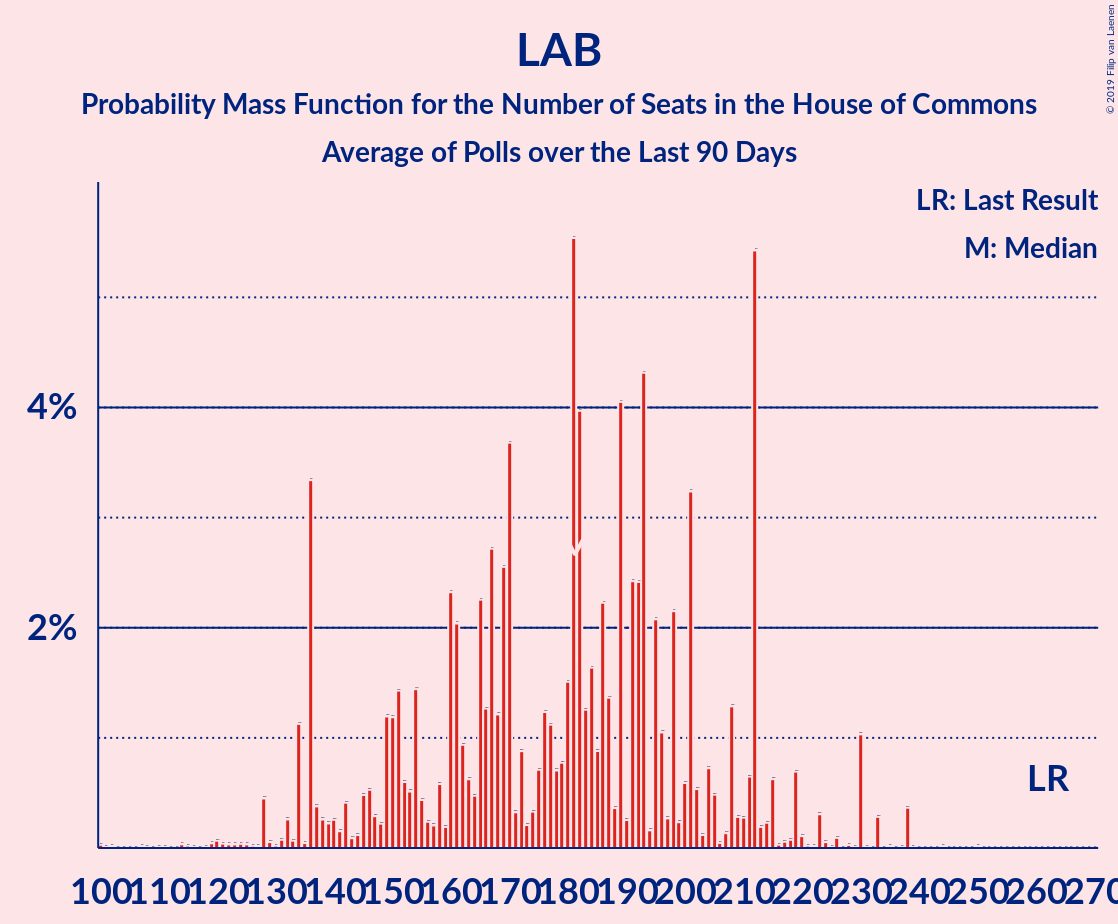 © 2019 Filip van Laenen
LAB
Probability Mass Function for the Number of Seats in the House of Commons
Average of Polls over the Last 90 Days
LR: Last Result
M: Median
4%
2%
M
LR
100 110 120 130 140 150 160 170 180 190 200 210 220 230 240 250 260 270